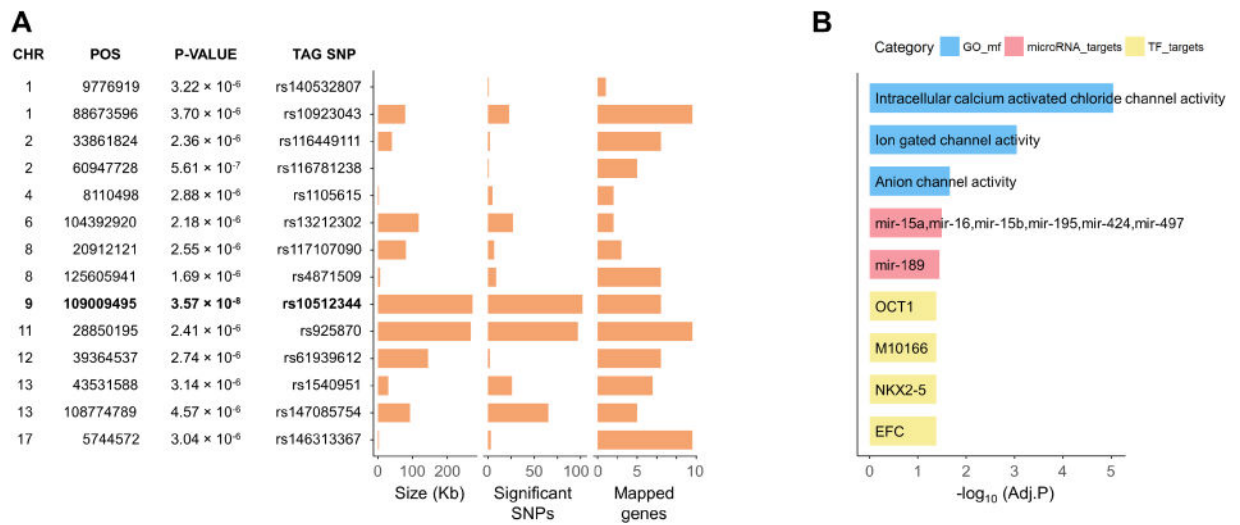 A
CHR POS P-VALUE TAG SNP
1 9776919 3.22 × 10⁻⁶ rs140532807
1 88673596 3.70 × 10⁻⁶ rs10923043
2 33861824 2.36 × 10⁻⁶ rs116449111
2 60947728 5.61 × 10⁻⁷ rs116781238
4 8110498 2.88 × 10⁻⁶ rs1105615
6 104392920 2.18 × 10⁻⁶ rs13212302
8 20912121 2.55 × 10⁻⁶ rs117107090
8 125605941 1.69 × 10⁻⁶ rs4871509
9 109009495 3.57 × 10⁻⁸ rs10512344
11 28850195 2.41 × 10⁻⁶ rs925870
12 39364537 2.74 × 10⁻⁶ rs61939612
13 43531588 3.14 × 10⁻⁶ rs1540951
13 108774789 4.57 × 10⁻⁶ rs147085754
17 5744572 3.04 × 10⁻⁶ rs146313367
0 100 200
Size (Kb)
0 50 100
Significant
SNPs
0 5 10
Mapped
genes
B
Category GO_mf microRNA_targets TF_targets
Intracellular calcium activated chloride channel activity
Ion gated channel activity
Anion channel activity
mir-15a,mir-16,mir-15b,mir-195,mir-424,mir-497
mir-189
OCT1
M10166
NKX2-5
EFC
0 1 2 3 4 5
-log₁₀ (Adj.P)